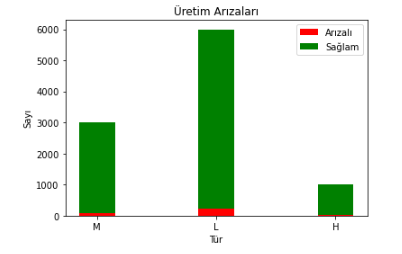 Üretim Arızaları
Arızalı
Sağlam
6000
5000
4000
3000
2000
1000
0
Sayı
M
L
H
Tür